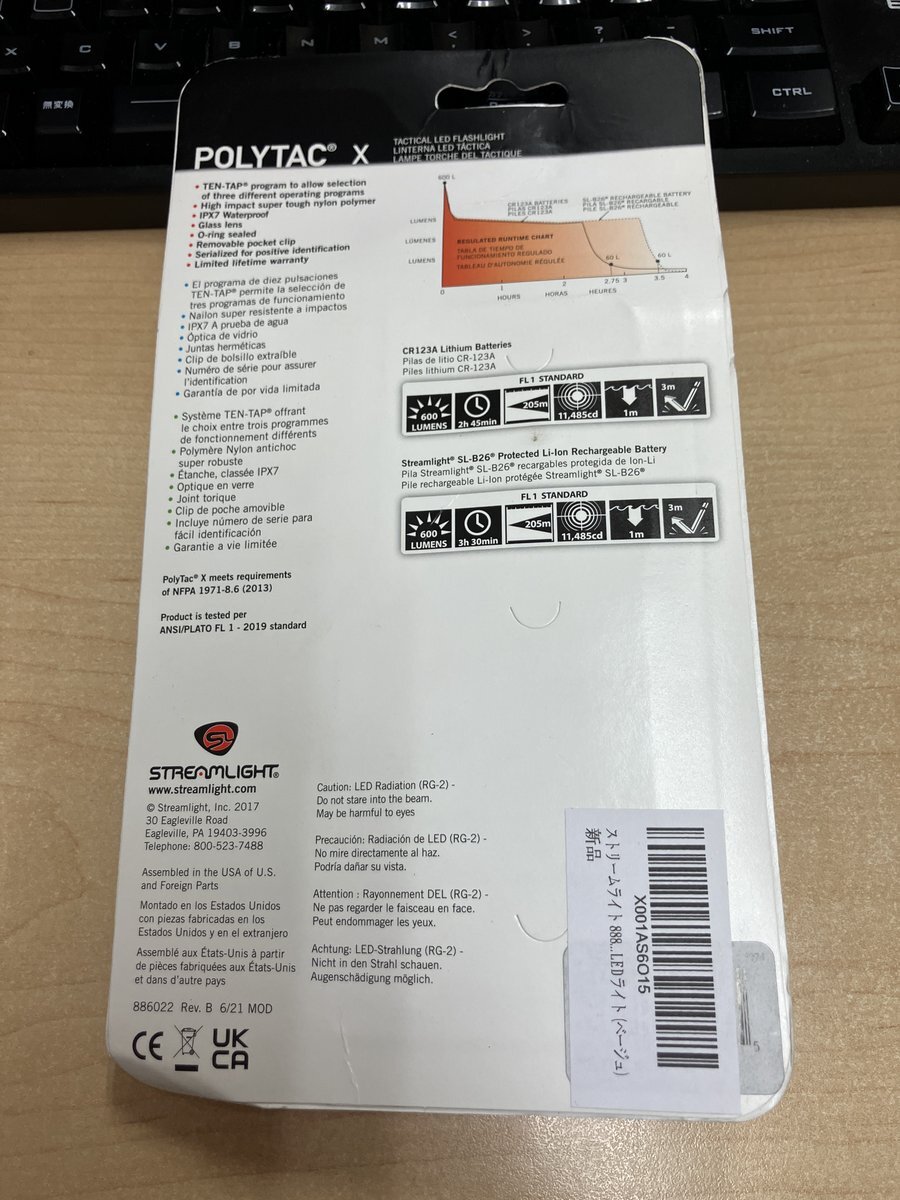 X
C
V
B
N
M
<
>
?
SHIFT
無変換
CTRL
POLYTAC® X
TACTICAL LED FLASHLIGHT
LINTERNA LED TÁCTICA
LAMPE TORCHE DEL TACTIQUE
• TEN-TAP® program to allow selection
of three different operating programs
• High impact super tough nylon polymer
• IPX7 Waterproof
• Glass lens
• O-ring sealed
• Removable pocket clip
• Serialized for positive identification
• Limited lifetime warranty
• El programa de diez pulsaciones
TEN-TAP® permite la selección de
tres programas de funcionamiento
• Nailon super resistente a impactos
• IPX7 A prueba de agua
• Óptica de vidrio
• Juntas herméticas
• Clip de bolsillo extraíble
• Numéro de série pour assurer
l'identification
• Garantía de por vida limitada
• Système TEN-TAP® offrant
le choix entre trois programmes
de fonctionnement différents
• Polymère Nylon antichoc
super robuste
• Étanche, classée IPX7
• Optique en verre
• Joint torique
• Clip de poche amovible
• Incluye número de serie para
fácil identificación
• Garantie a vie limitée
PolyTac® X meets requirements
of NFPA 1971-8.6 (2013)
Product is tested per
ANSI/PLATO FL 1 - 2019 standard
600 L
LUMENS
LÚMENES
LUMENS
CR123A BATTERIES
PILAS CR123A
PILES CR123A
SL-B26® RECHARGEABLE BATTERY
PILA SL-B26® RECARGABLE
PILE SL-B26® RECHARGEABLE
REGULATED RUNTIME CHART
TABLA DE TIEMPO DE
FUNCIONAMIENTO REGULADO
TABLEAU D'AUTONOMIE RÉGULÉE
60 L
60 L
0 1 2 2.75 3 3.5 4
HOURS HORAS HEURES
CR123A Lithium Batteries
Pilas de litio CR-123A
Piles lithium CR-123A
FL 1 STANDARD
600 LUMENS
2h 45min
205m
11,485cd
1m
3m
Streamlight® SL-B26® Protected Li-Ion Rechargeable Battery
Pila Streamlight® SL-B26® recargables protegida de Ion-Li
Pile rechargeable Li-Ion protégée Streamlight® SL-B26®
FL 1 STANDARD
600 LUMENS
3h 30min
205m
11,485cd
1m
3m
SL
STREAMLIGHT®
www.streamlight.com
© Streamlight, Inc. 2017
30 Eagleville Road
Eagleville, PA 19403-3996
Telephone: 800-523-7488
Assembled in the USA of U.S.
and Foreign Parts
Montado en los Estados Unidos
con piezas fabricadas en los
Estados Unidos y en el extranjero
Assemblé aux États-Unis à partir
de pièces fabriquées aux États-Unis
et dans d'autre pays
886022 Rev. B 6/21 MOD
CE
UK
CA
Caution: LED Radiation (RG-2) -
Do not stare into the beam.
May be harmful to eyes
Precaución: Radiación de LED (RG-2) -
No mire directamente al haz.
Podría dañar su vista.
Attention : Rayonnement DEL (RG-2) -
Ne pas regarder le faisceau en face.
Peut endommager les yeux.
Achtung: LED-Strahlung (RG-2) -
Nicht in den Strahl schauen.
Augenschädigung möglich.
X001AS6O15
ストリームライト 888...LEDライト (ベージュ)
新品